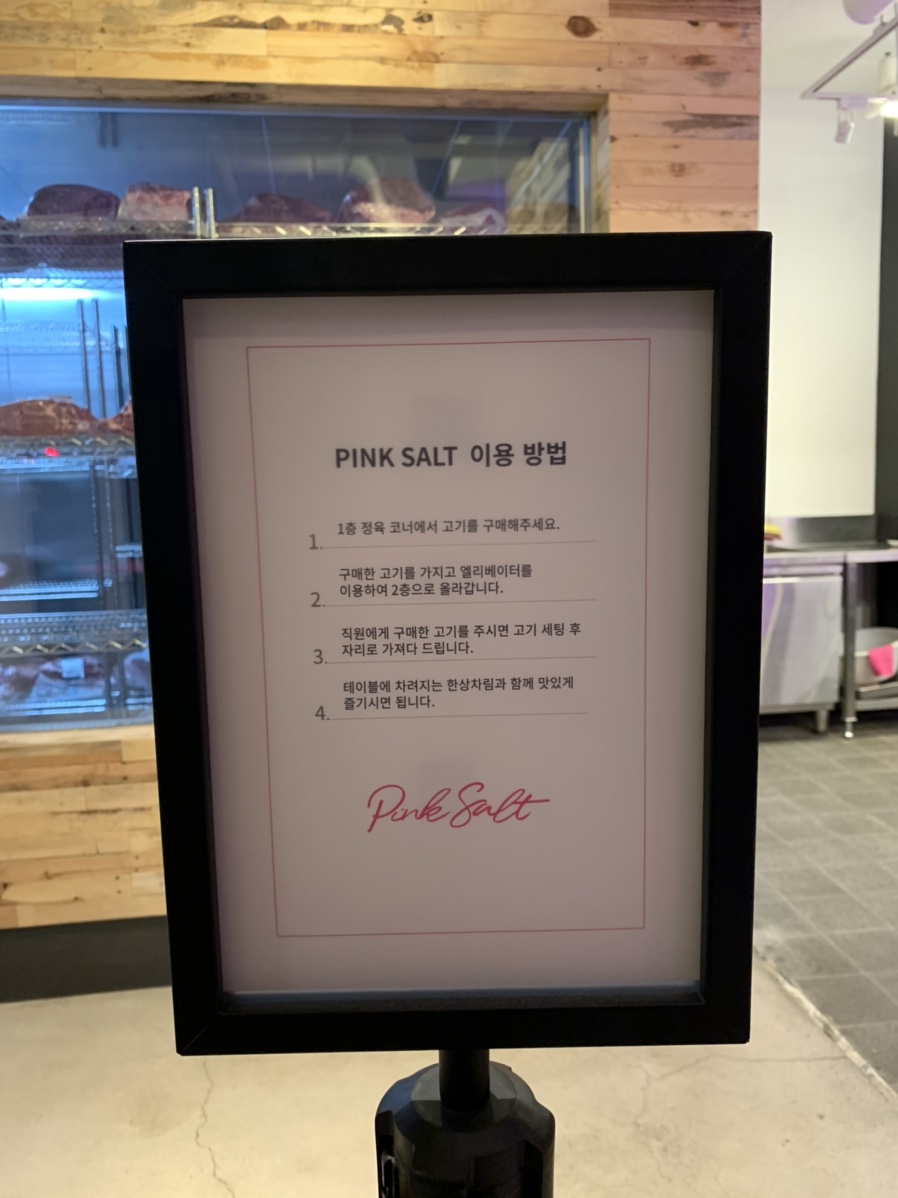 PINK SALT 이용 방법
1. 1층 정육 코너에서 고기를 구매해주세요.
2. 구매한 고기를 가지고 엘리베이터를
이용하여 2층으로 올라갑니다.
3. 직원에게 구매한 고기를 주시면 고기 세팅 후
자리로 가져다 드립니다.
4. 테이블에 차려지는 한상차림과 함께 맛있게
즐기시면 됩니다.
Pink Salt